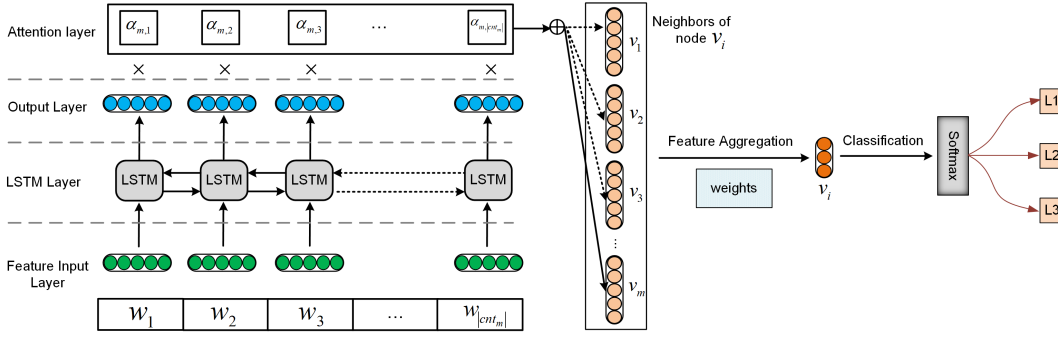 Attention layer
α_{m,1} α_{m,2} α_{m,3} ... α_{m,|cnt_m|}
× × × ×
Output Layer
LSTM Layer
LSTM LSTM LSTM LSTM
Feature Input
Layer
w_1 w_2 w_3 ... w_{|cnt_m|}
v_1
v_2
v_3
...
v_m
Neighbors of
node v_i
Feature Aggregation
weights
v_i
Classification
Softmax
L1
L2
L3